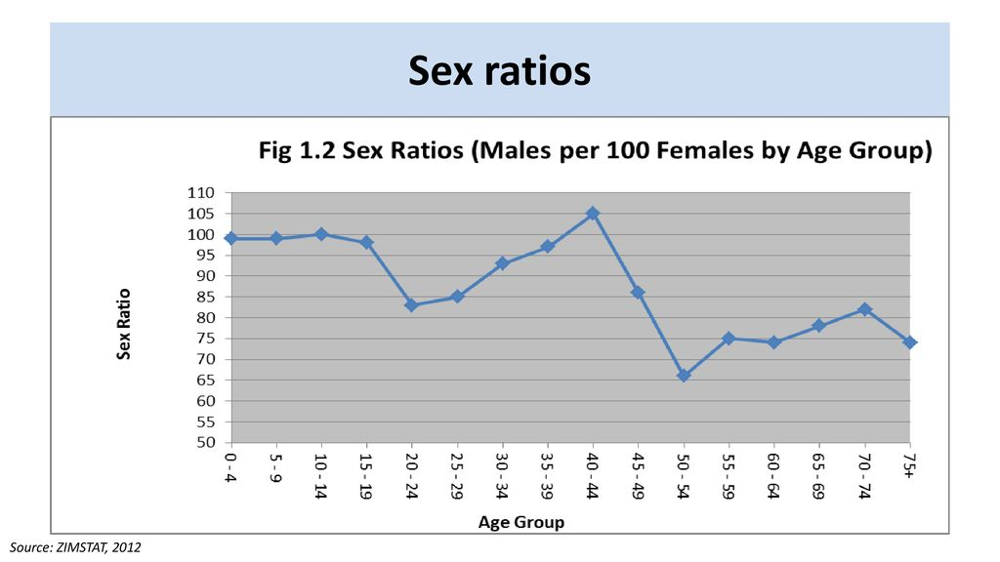 Sex ratios
Fig 1.2 Sex Ratios (Males per 100 Females by Age Group)
110
105
100
95
90
85
80
75
70
65
60
55
50
Sex Ratio
0 - 4
5 - 9
10 - 14
15 - 19
20 - 24
25 - 29
30 - 34
35 - 39
40 - 44
45 - 49
50 - 54
55 - 59
60 - 64
65 - 69
70 - 74
75+
Age Group
Source: ZIMSTAT, 2012